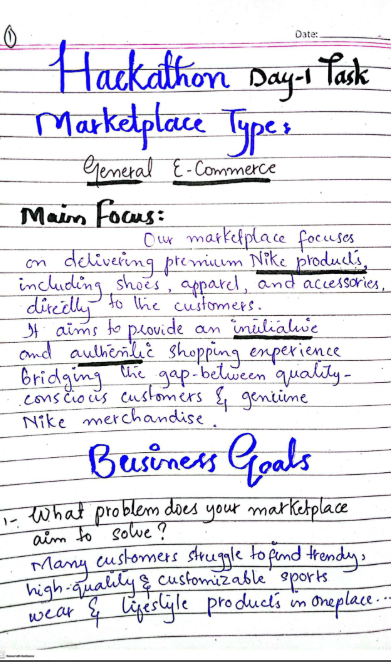 ①
Date:
Hackathon Day-1 Task
Marketplace Type:
General E-Commerce
Main Focus:
Our marketplace focuses
on delivering premium Nike products,
including shoes, apparel, and accessories,
directly to the customers.
It aims to provide an inuiative
and authentic shopping experience
bridging the gap-between quality-
conscious customers & genuine
Nike merchandise.
Business Goals
1- What problem does your marketplace
aim to solve?
Many customers struggle to find trendy,
high-quality & customizable sports
wear & lifestyle products in oneplace...